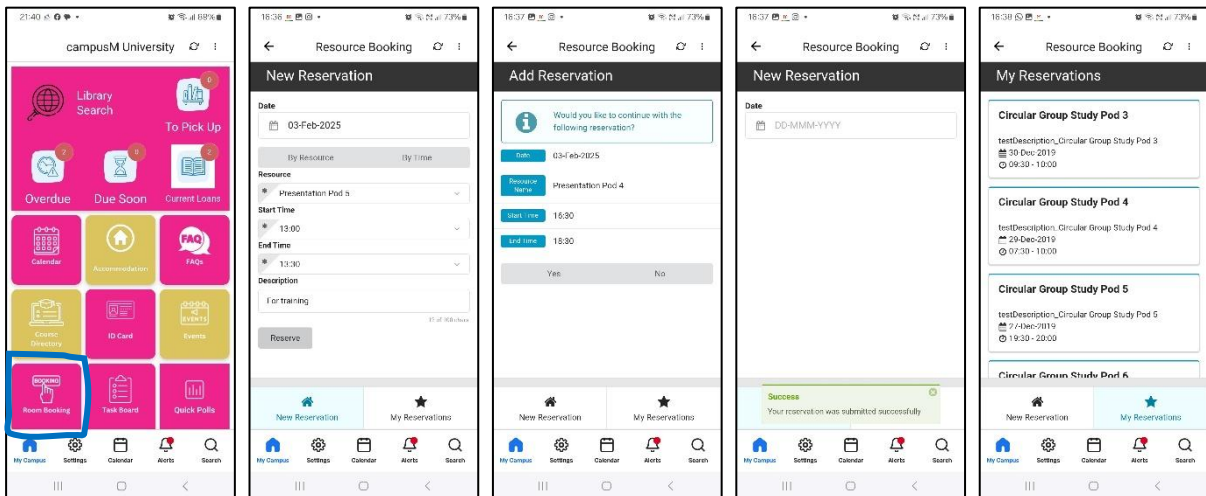 21:40
68%
campusM University
Library
Search
0
To Pick Up
2
0
2
Overdue
Due Soon
Current Loans
Calendar
Accommodation
FAQ
FAQs
Course
Directory
ID Card
EVENTS
Events
BOOKING
Room Booking
Task Board
Quick Polls
My Campus
Settings
Calendar
Alerts
Search
16:36
73%
Resource Booking
New Reservation
Date
03-Feb-2025
By Resource
By Time
Resource
* Presentation Pod 5
Start Time
* 13:00
End Time
* 13:30
Description
For training
Reserve
New Reservation
My Reservations
My Campus
Settings
Calendar
Alerts
Search
16:37
73%
Resource Booking
Add Reservation
Would you like to continue with the
following reservation?
Date
03-Feb-2025
Resource
Name
Presentation Pod 4
Start Time
16:30
End Time
18:30
Yes
No
New Reservation
My Reservations
My Campus
Settings
Calendar
Alerts
Search
16:37
73%
Resource Booking
New Reservation
Date
DD-MMM-YYYY
Success
Your reservation was submitted successfully
My Campus
Settings
Calendar
Alerts
Search
16:38
73%
Resource Booking
My Reservations
Circular Group Study Pod 3
testDescription_Circular Group Study Pod 3
30-Dec-2019
09:30 - 10:00
Circular Group Study Pod 4
testDescription_Circular Group Study Pod 4
29-Dec-2019
07:30 - 10:00
Circular Group Study Pod 5
testDescription_Circular Group Study Pod 5
27-Dec-2019
19:30 - 20:00
Circular Group Study Pod 6
New Reservation
My Reservations
My Campus
Settings
Calendar
Alerts
Search